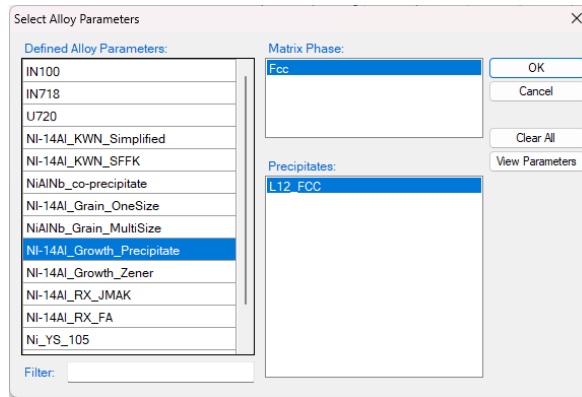 Select Alloy Parameters
Defined Alloy Parameters:
IN100
IN718
U720
NI-14Al_KWN_Simplified
NI-14Al_KWN_SFFK
NiAlNb_co-precipitate
NI-14Al_Grain_OneSize
NiAlNb_Grain_MultiSize
NI-14Al_Growth_Precipitate
NI-14Al_Growth_Zener
NI-14Al_RX_JMAK
NI-14Al_RX_FA
Ni_YS_105
Filter:
Matrix Phase:
Fcc
Precipitates:
L12_FCC
OK
Cancel
Clear All
View Parameters